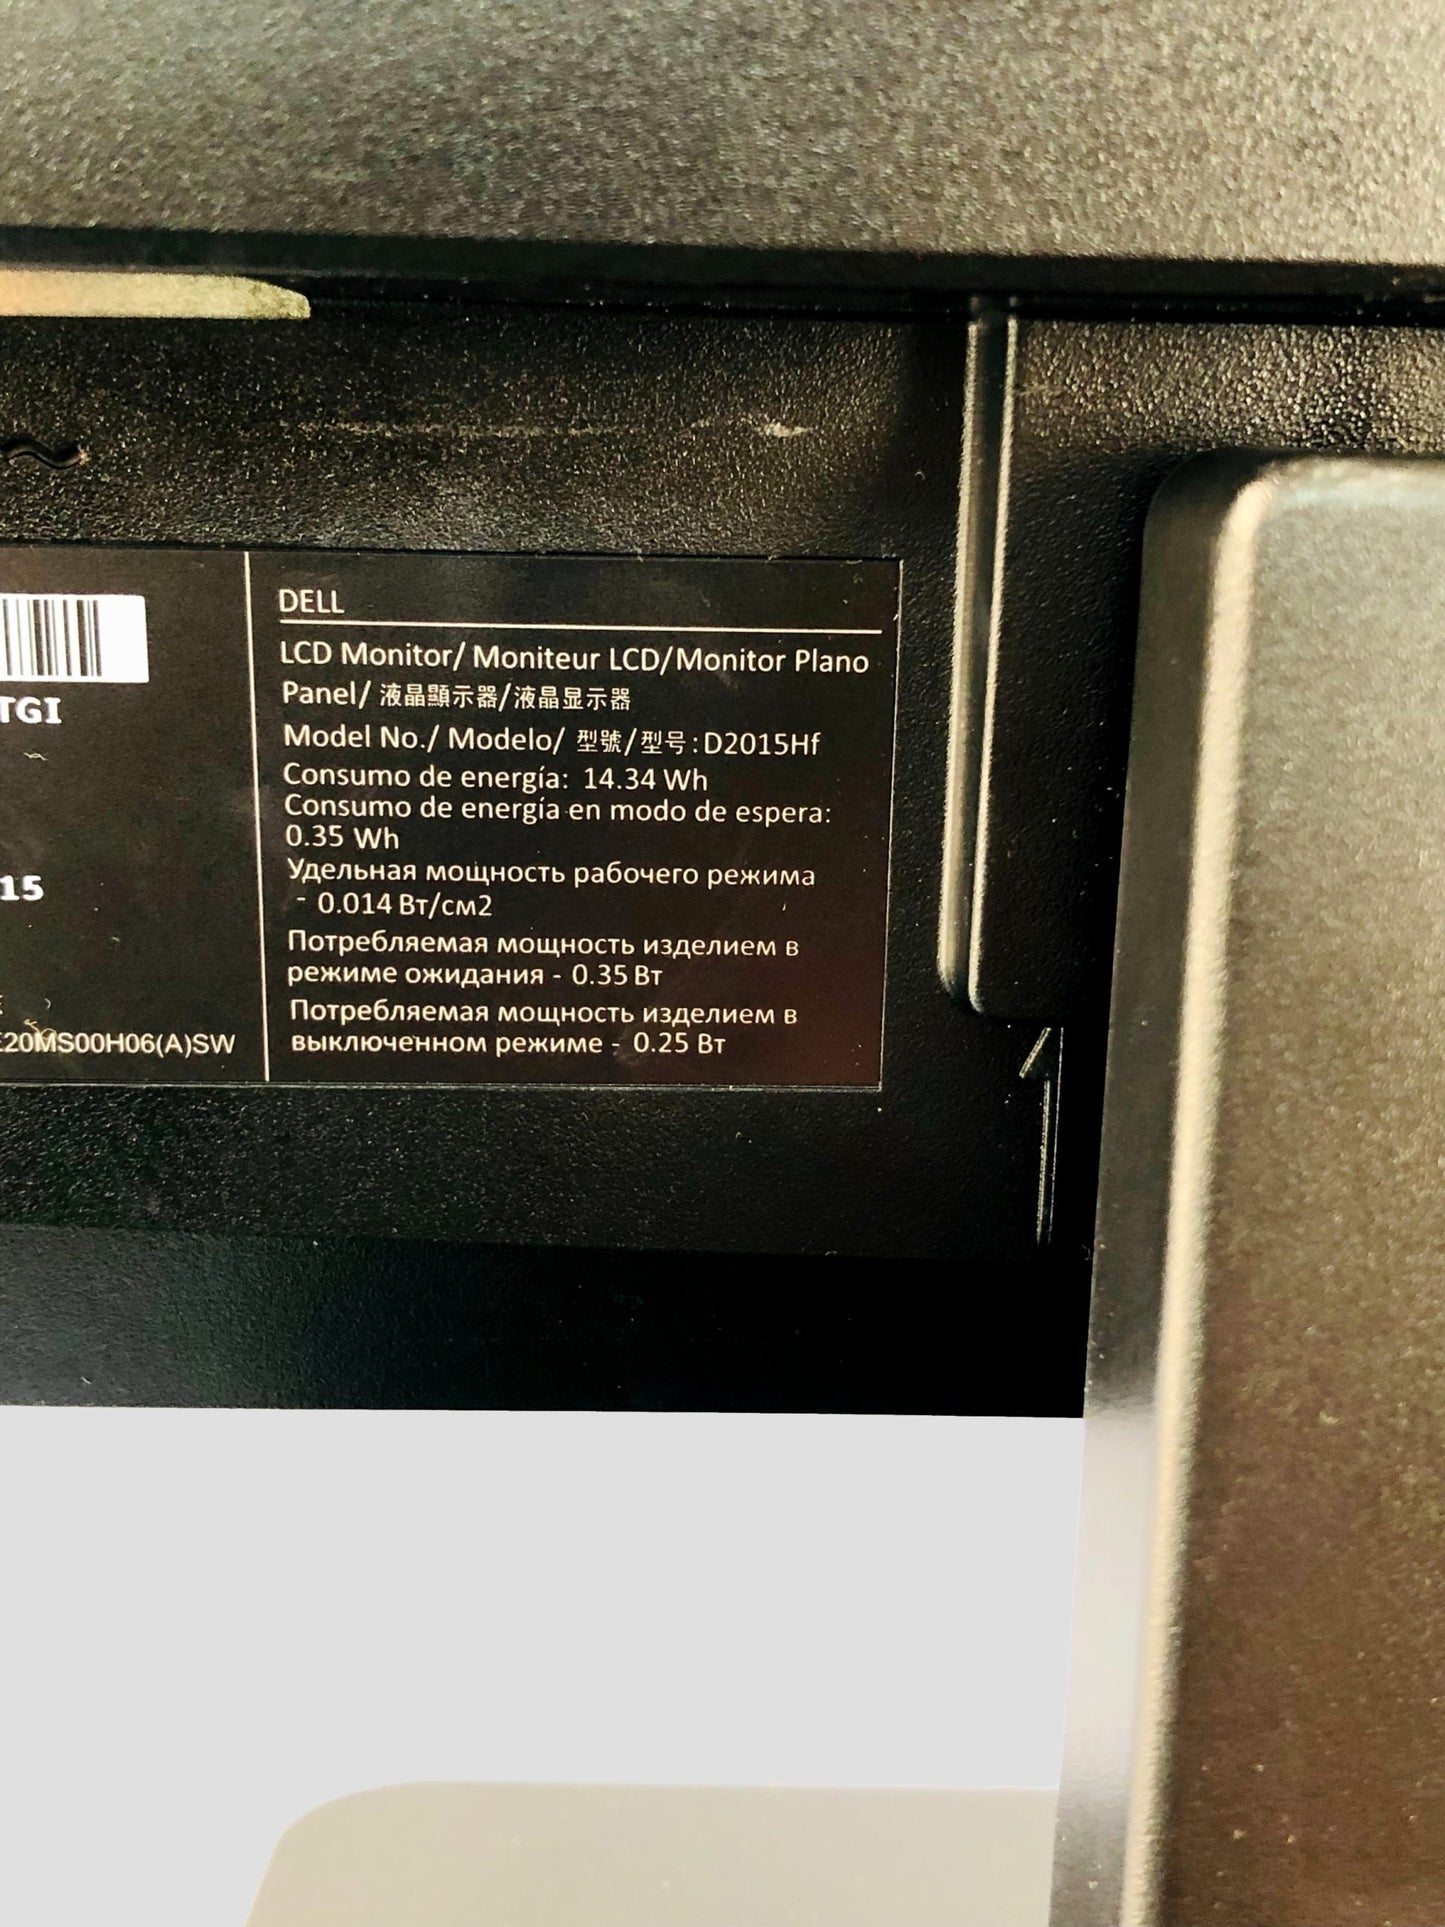 DELL
LCD Monitor/ Moniteur LCD/Monitor Plano
Panel/ 液晶顯示器/液晶显示器
Model No./ Modelo/ 型號/型号:D2015Hf
Consumo de energía: 14.34 Wh
Consumo de energía en modo de espera:
0.35 Wh
Удельная мощность рабочего режима
- 0.014 Вт/см2
Потребляемая мощность изделием в
режиме ожидания - 0.35 Вт
Потребляемая мощность изделием в
выключенном режиме - 0.25 Вт
TGI
15
E20MS00H06(A)SW